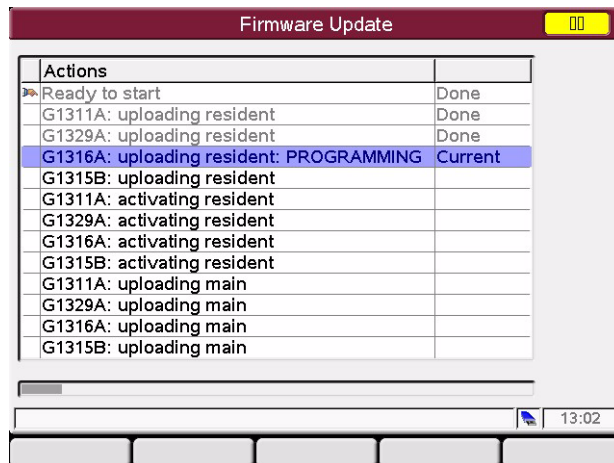 Firmware Update
Actions
Ready to start Done
G1311A: uploading resident Done
G1329A: uploading resident Done
G1316A: uploading resident: PROGRAMMING Current
G1315B: uploading resident
G1311A: activating resident
G1329A: activating resident
G1316A: activating resident
G1315B: activating resident
G1311A: uploading main
G1329A: uploading main
G1316A: uploading main
G1315B: uploading main
13:02